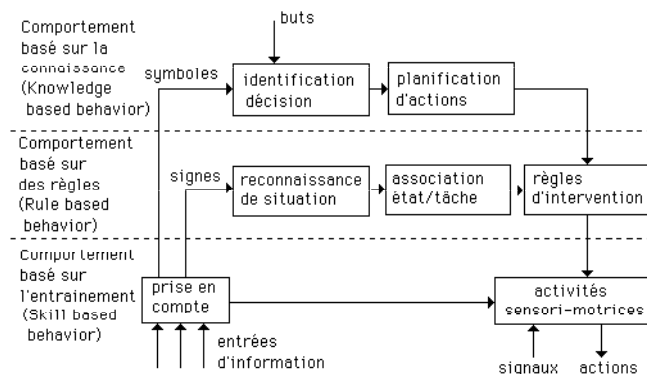 Comportement
basé sur la
connaissance
(Knowledge
based behavior)
buts
symboles
identification
décision
planification
d'actions
Comportement
basé sur
des règles
(Rule based
behavior)
signes
reconnaissance
de situation
association
état/tâche
règles
d'intervention
Comportement
basé sur
l'entrainement
(Skill based
behavior)
prise en
compte
activités
sensori-motrices
entrées
d'information
signaux
actions